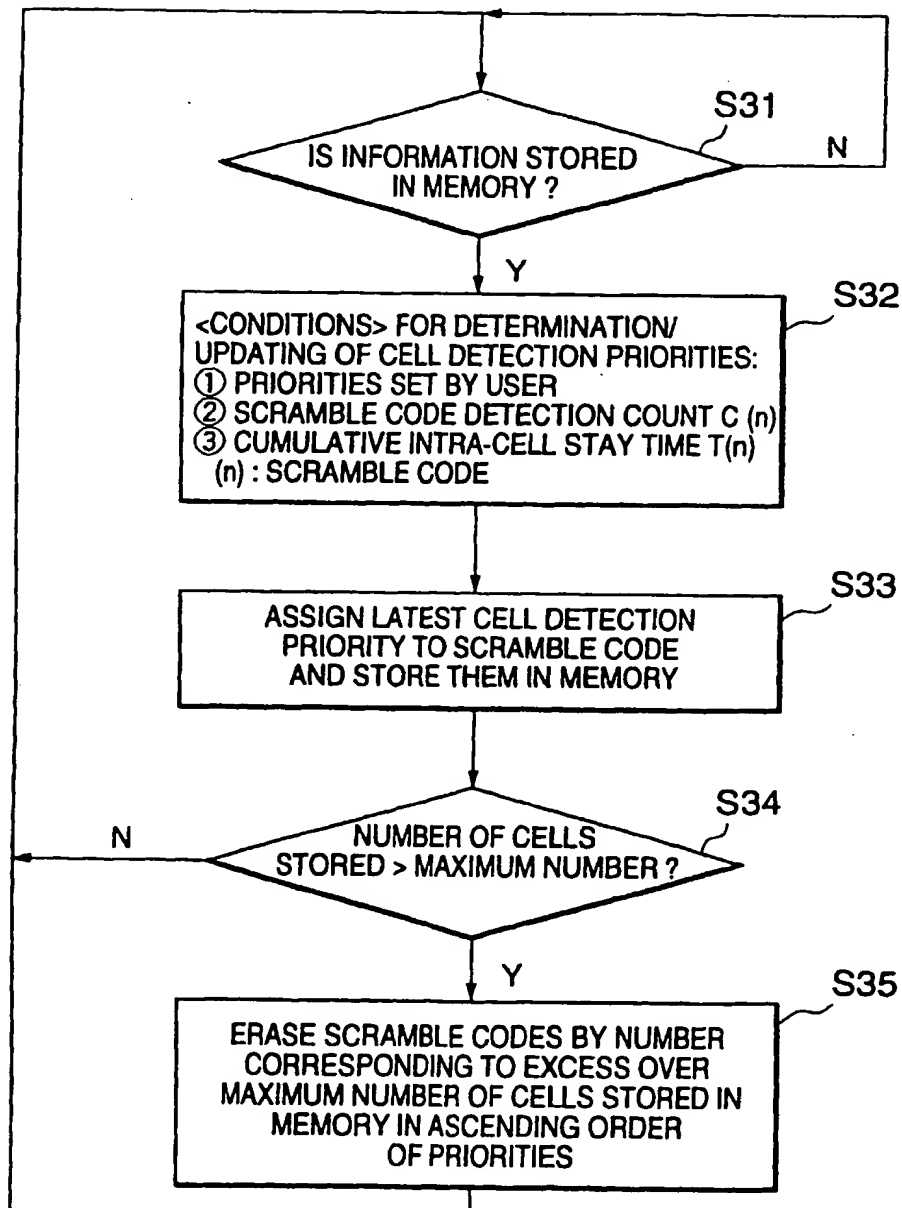 S31
IS INFORMATION STORED
IN MEMORY ?
N
Y
S32
<CONDITIONS> FOR DETERMINATION/
UPDATING OF CELL DETECTION PRIORITIES:
① PRIORITIES SET BY USER
② SCRAMBLE CODE DETECTION COUNT C (n)
③ CUMULATIVE INTRA-CELL STAY TIME T(n)
(n) : SCRAMBLE CODE
S33
ASSIGN LATEST CELL DETECTION
PRIORITY TO SCRAMBLE CODE
AND STORE THEM IN MEMORY
S34
N
NUMBER OF CELLS
STORED > MAXIMUM NUMBER ?
Y
S35
ERASE SCRAMBLE CODES BY NUMBER
CORRESPONDING TO EXCESS OVER
MAXIMUM NUMBER OF CELLS STORED IN
MEMORY IN ASCENDING ORDER
OF PRIORITIES